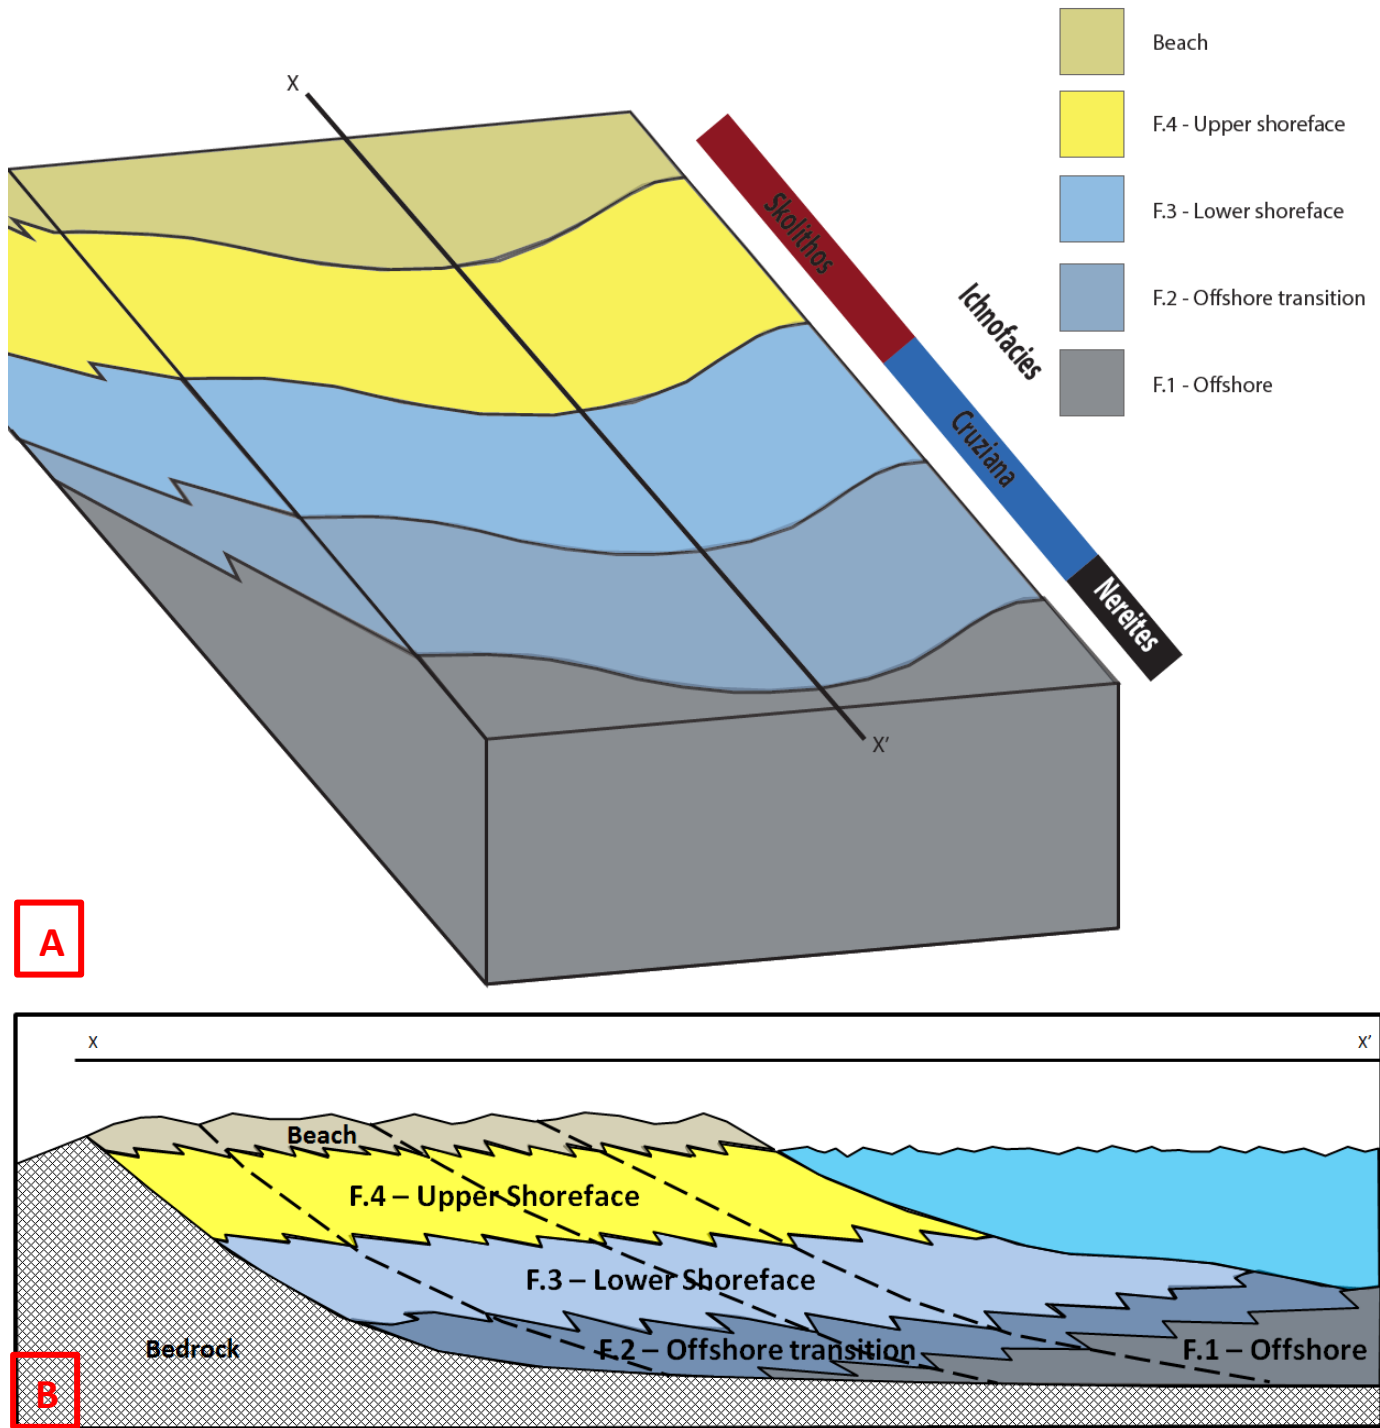 X
Beach
F.4 - Upper shoreface
F.3 - Lower shoreface
F.2 - Offshore transition
F.1 - Offshore
Skolithos
Cruziana
Nereites
Ichnofacies
X’
A
X
X’
Beach
F.4 – Upper Shoreface
F.3 – Lower Shoreface
F.2 – Offshore transition
F.1 – Offshore
Bedrock
B